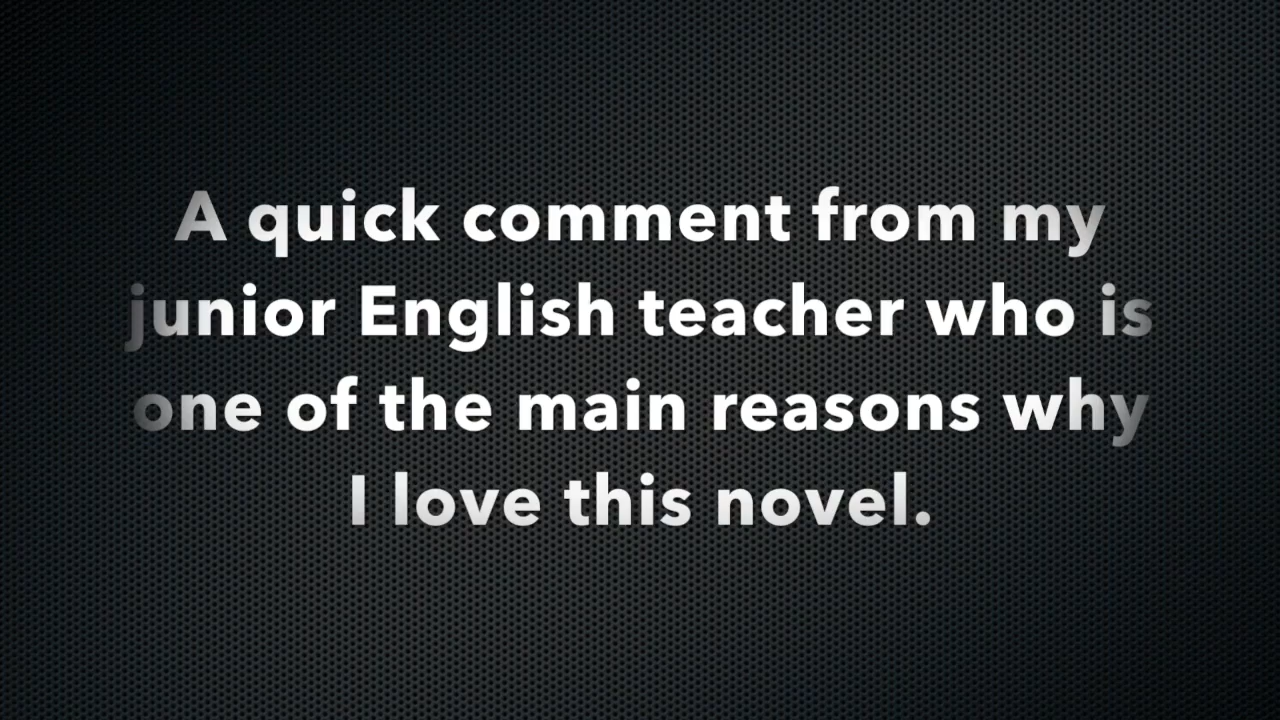 A quick comment from my
junior English teacher who is
one of the main reasons why
I love this novel.